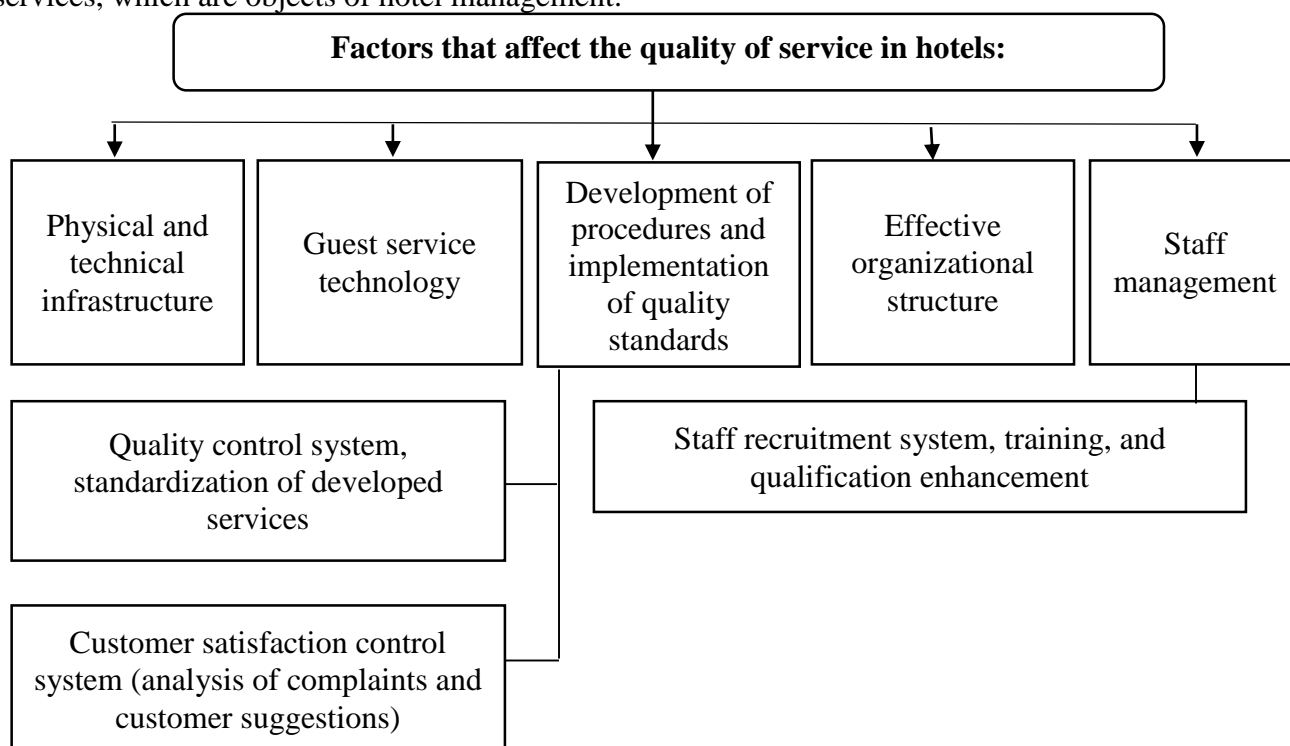 services, which are objects of hotel management.
Factors that affect the quality of service in hotels:
Physical and
technical
infrastructure
Guest service
technology
Development of
procedures and
implementation
of quality
standards
Effective
organizational
structure
Staff
management
Quality control system,
standardization of developed
services
Staff recruitment system, training, and
qualification enhancement
Customer satisfaction control
system (analysis of complaints and
customer suggestions)